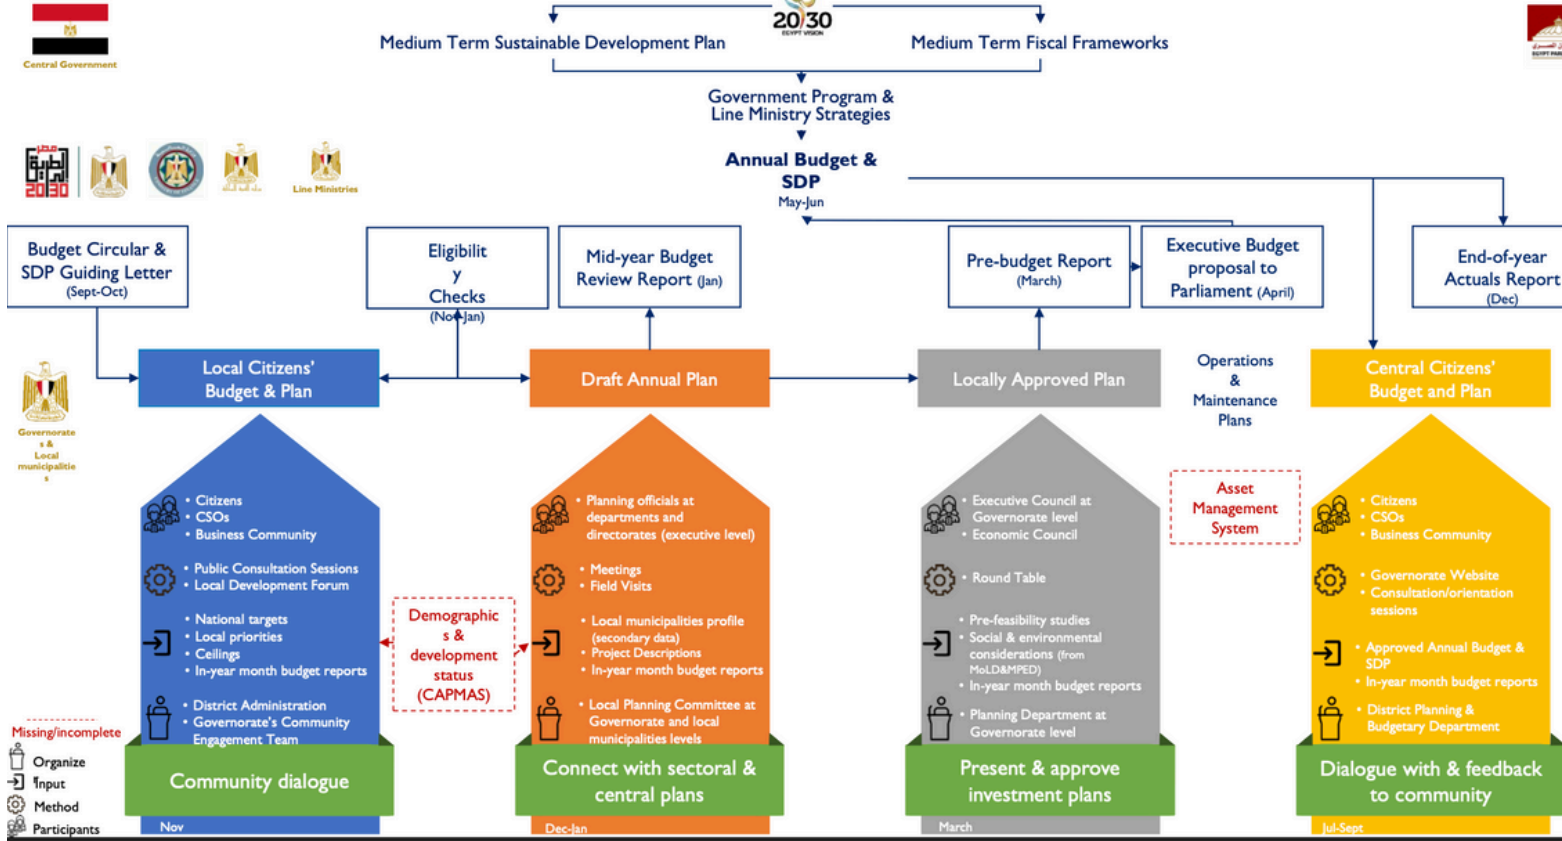 20/30
EGYPT VISION
Central Government
Medium Term Sustainable Development Plan
Medium Term Fiscal Frameworks
Government Program &
Line Ministry Strategies
Annual Budget &
SDP
May-Jun
مصر
الطريق
2030
Line Ministries
Budget Circular &
SDP Guiding Letter
(Sept-Oct)
Eligibilit
y
Checks
(Nov-Jan)
Mid-year Budget
Review Report (Jan)
Pre-budget Report
(March)
Executive Budget
proposal to
Parliament (April)
End-of-year
Actuals Report
(Dec)
Governorate
s &
Local
municipalitie
s
Local Citizens'
Budget & Plan
Draft Annual Plan
Locally Approved Plan
Operations
&
Maintenance
Plans
Central Citizens'
Budget and Plan
• Citizens
• CSOs
• Business Community
• Public Consultation Sessions
• Local Development Forum
• National targets
• Local priorities
• Ceilings
• In-year month budget reports
• District Administration
• Governorate's Community
Engagement Team
Community dialogue
Nov
Demographic
s &
development
status
(CAPMAS)
• Planning officials at
departments and
directorates (executive level)
• Meetings
• Field Visits
• Local municipalities profile
(secondary data)
• Project Descriptions
• In-year month budget reports
• Local Planning Committee at
Governorate and local
municipalities levels
Connect with sectoral &
central plans
Dec-Jan
• Executive Council at
Governorate level
• Economic Council
• Round Table
• Pre-feasibility studies
• Social & environmental
considerations (from
MoLD&MPED)
• In-year month budget reports
• Planning Department at
Governorate level
Present & approve
investment plans
March
Asset
Management
System
• Citizens
• CSOs
• Business Community
• Governorate Website
• Consultation/orientation
sessions
• Approved Annual Budget &
SDP
• In-year month budget reports
• District Planning &
Budgetary Department
Dialogue with & feedback
to community
Jul-Sept
Missing/incomplete
Organize
Input
Method
Participants